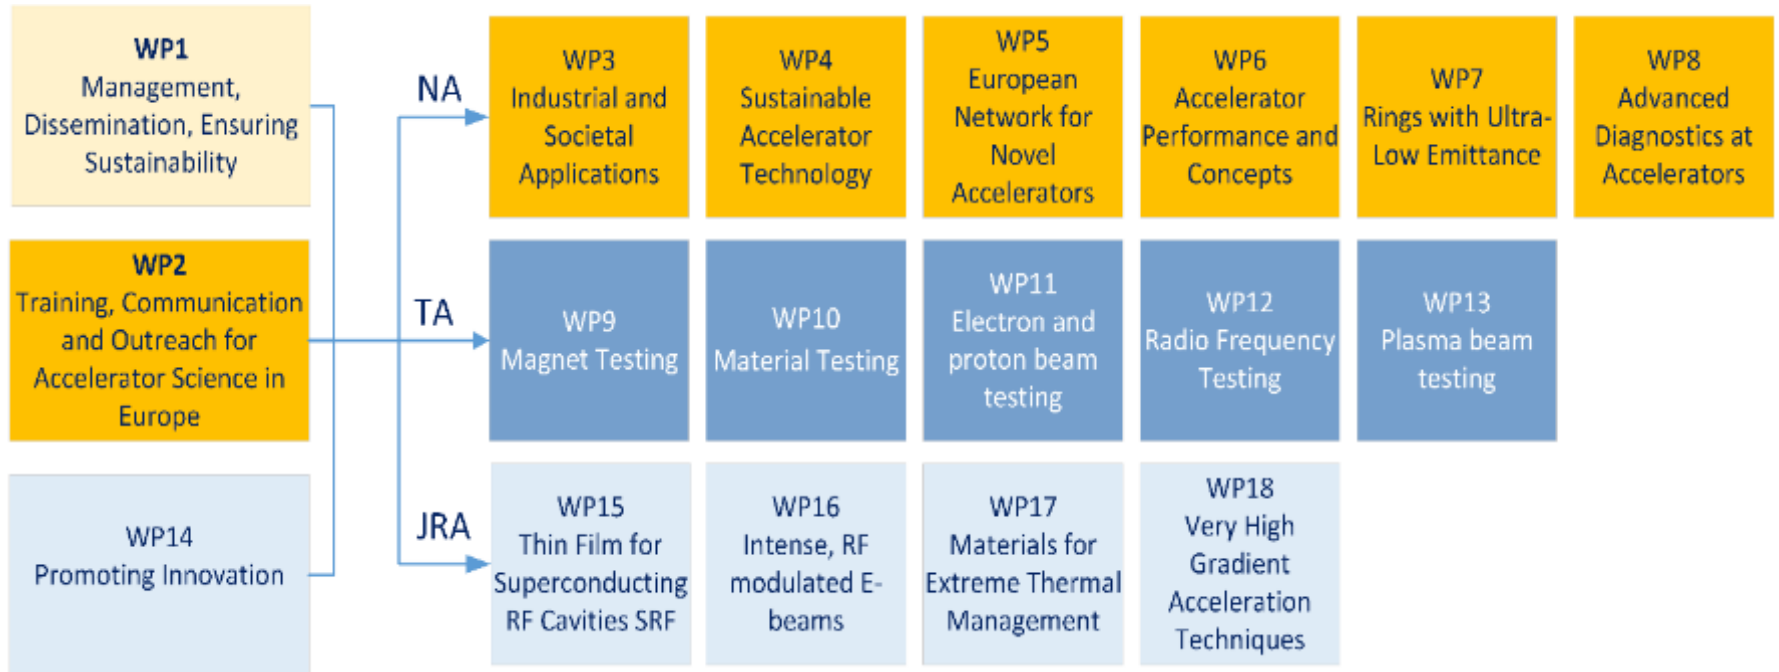 WP1
Management,
Dissemination, Ensuring
Sustainability
WP2
Training, Communication
and Outreach for
Accelerator Science in
Europe
WP14
Promoting Innovation
NA
WP3
Industrial and
Societal
Applications
WP4
Sustainable
Accelerator
Technology
WP5
European
Network for
Novel
Accelerators
WP6
Accelerator
Performance and
Concepts
WP7
Rings with Ultra-
Low Emittance
WP8
Advanced
Diagnostics at
Accelerators
TA
WP9
Magnet Testing
WP10
Material Testing
WP11
Electron and
proton beam
testing
WP12
Radio Frequency
Testing
WP13
Plasma beam
testing
JRA
WP15
Thin Film for
Superconducting
RF Cavities SRF
WP16
Intense, RF
modulated E-
beams
WP17
Materials for
Extreme Thermal
Management
WP18
Very High
Gradient
Acceleration
Techniques